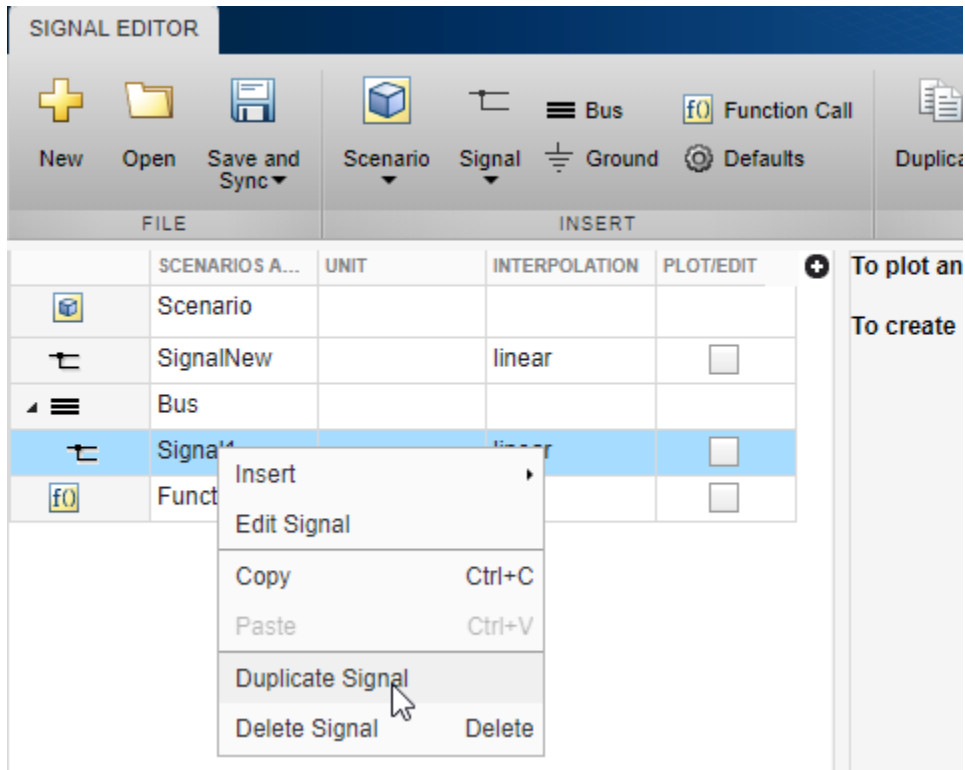 SIGNAL EDITOR
New
Open
Save and
Sync
Scenario
Signal
Bus
Ground
f()
Function Call
Defaults
Duplica
FILE
INSERT
SCENARIOS A...
UNIT
INTERPOLATION
PLOT/EDIT
Scenario
SignalNew
linear
Bus
linear
f()
Funct
Insert
Edit Signal
Copy Ctrl+C
Paste Ctrl+V
Duplicate Signal
Delete Signal Delete
To plot an
To create